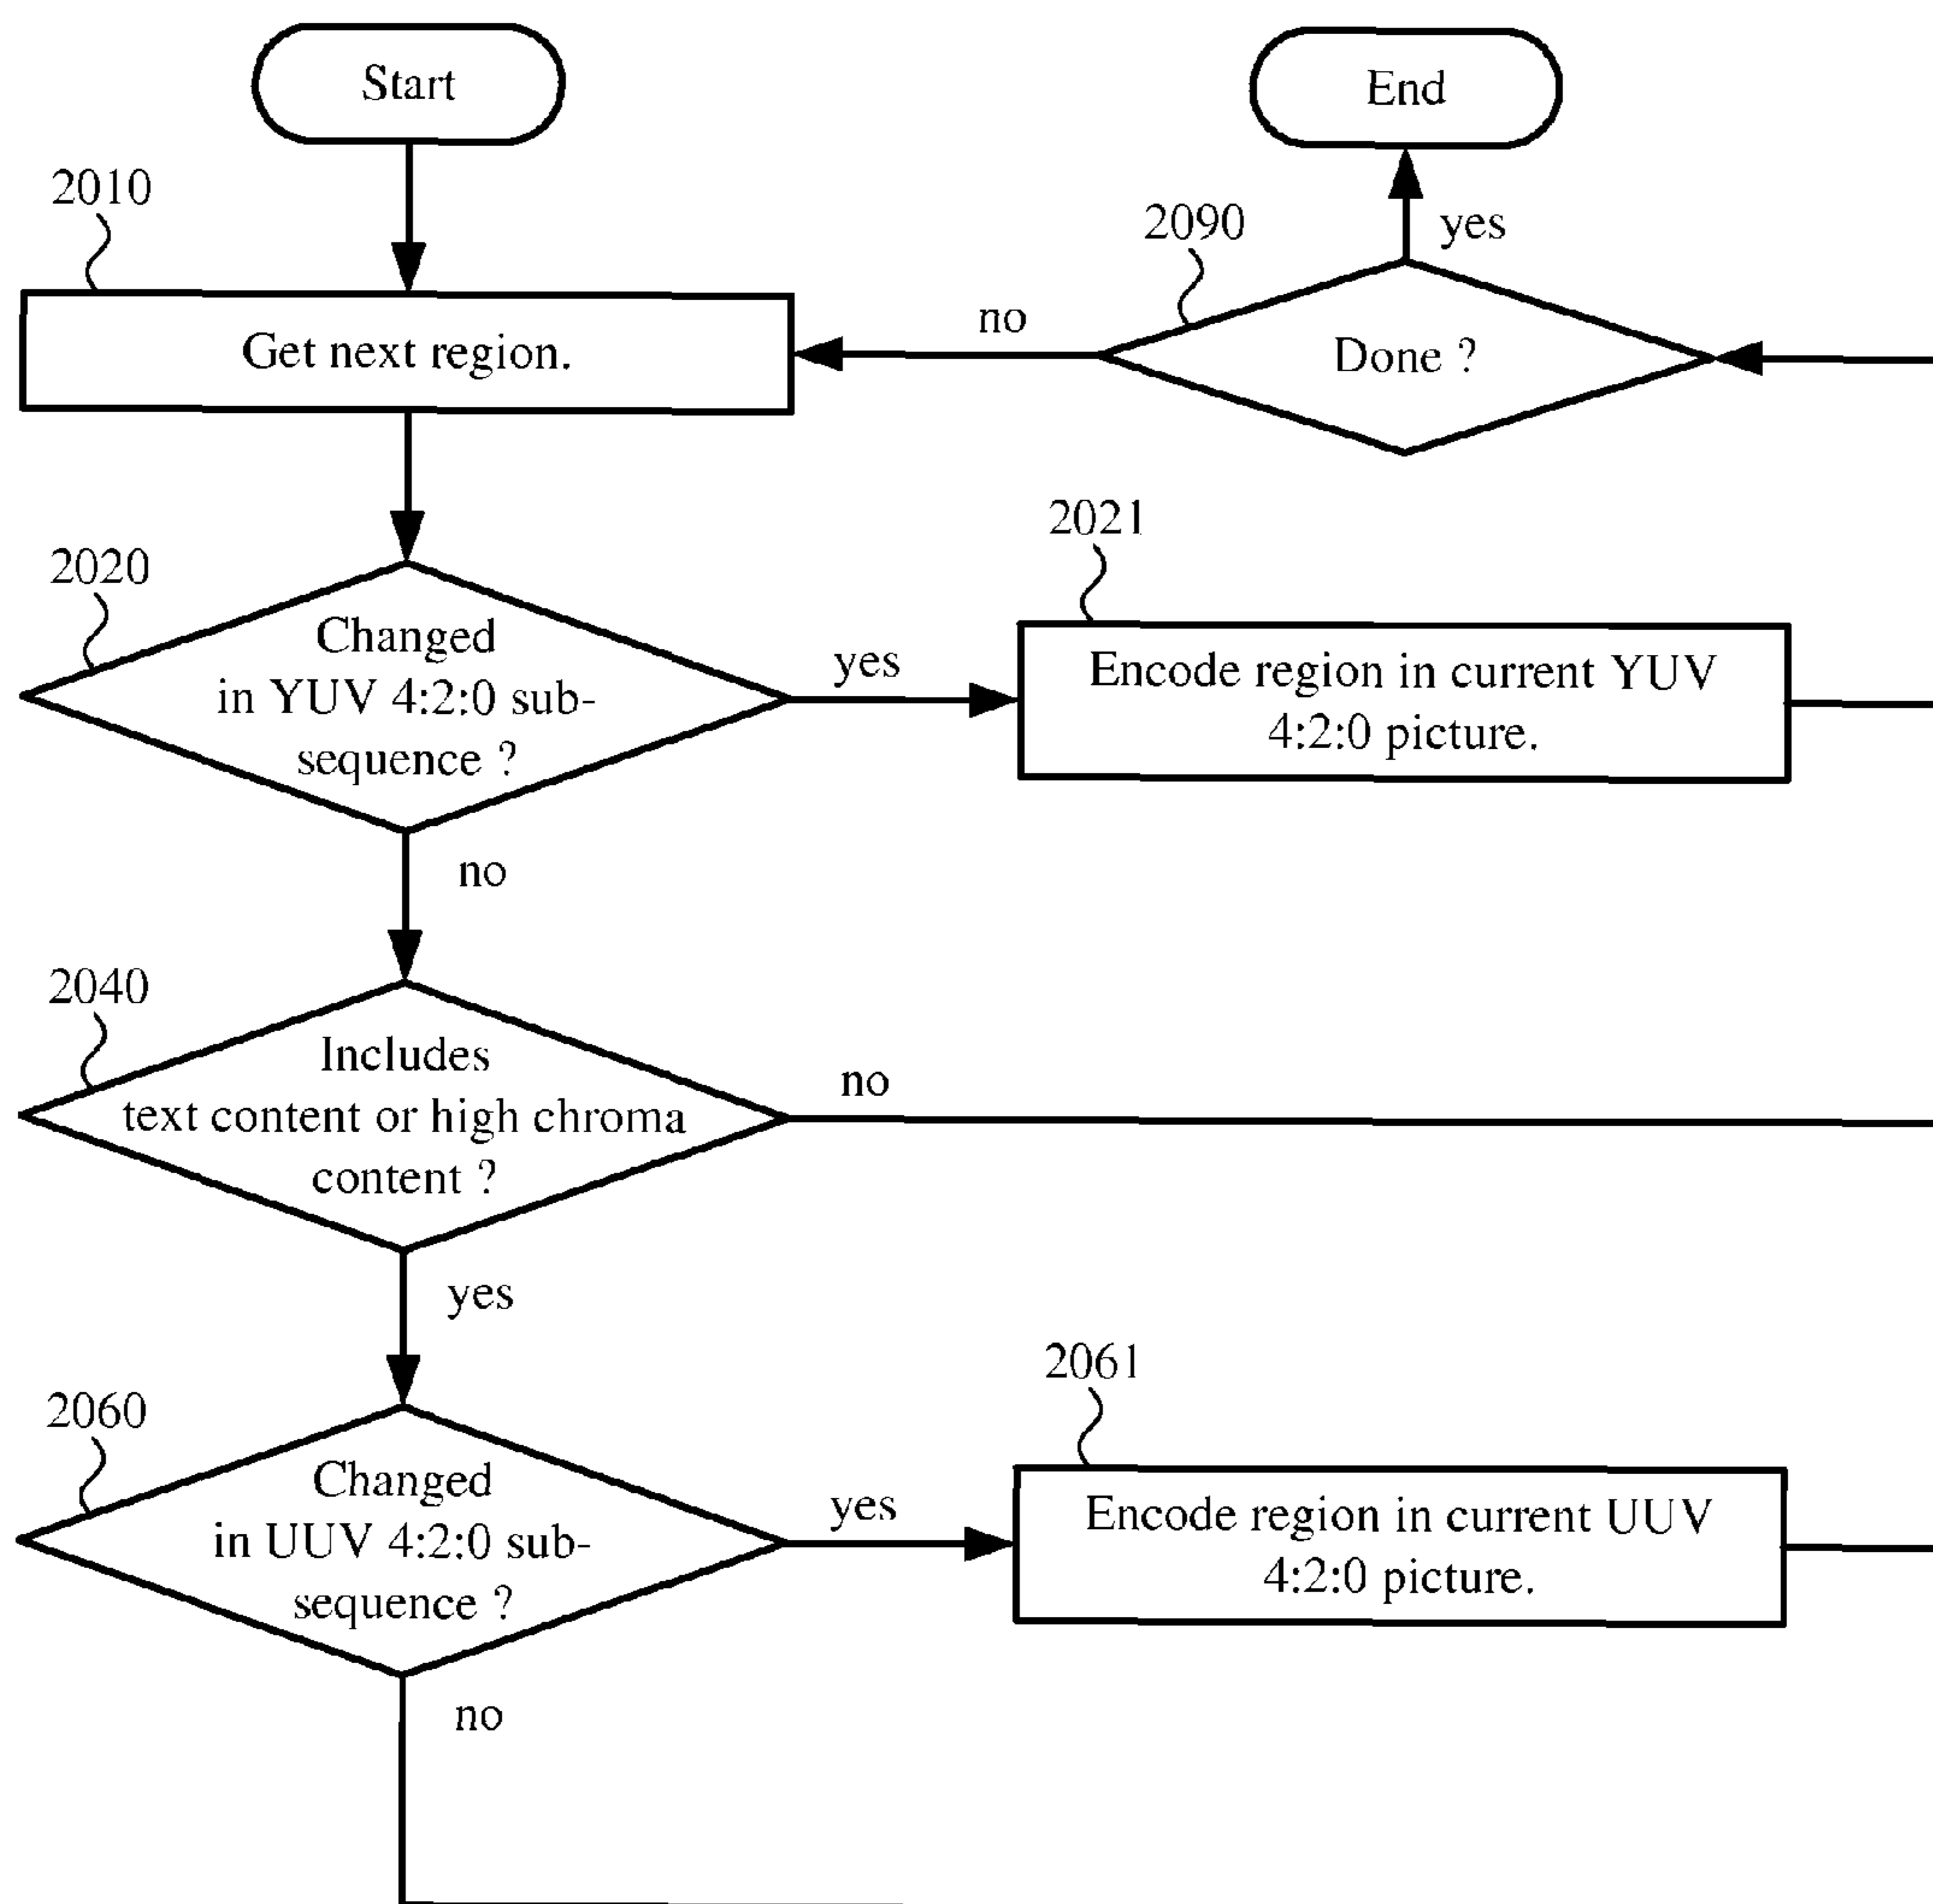 Start
End
2010
2090
yes
Get next region.
no
Done ?
2020
2021
Changed
in YUV 4:2:0 sub-
sequence ?
yes
Encode region in current YUV
4:2:0 picture.
no
2040
Includes
text content or high chroma
content ?
no
yes
2060
2061
Changed
in UUV 4:2:0 sub-
sequence ?
yes
Encode region in current UUV
4:2:0 picture.
no